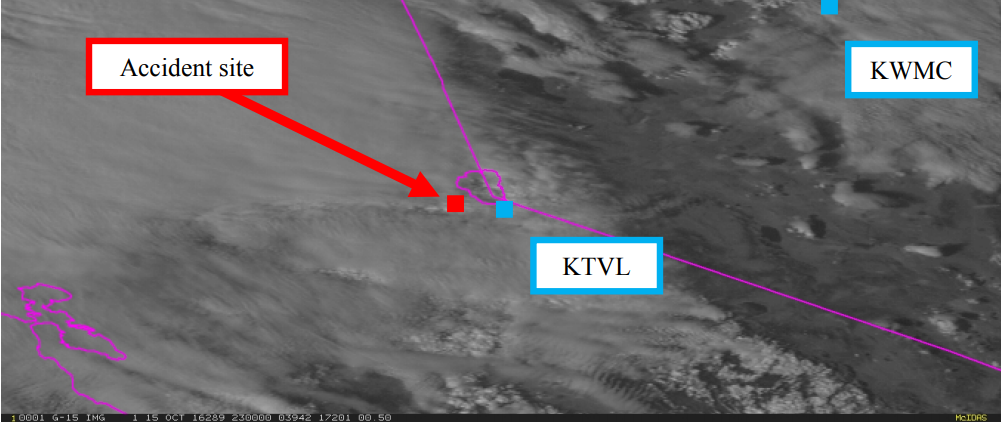 KWMC
Accident site
KTVL
1 0001 G-15 IMG 1 15 OCT 16289 230000 03942 17201 00.50
McIDAS